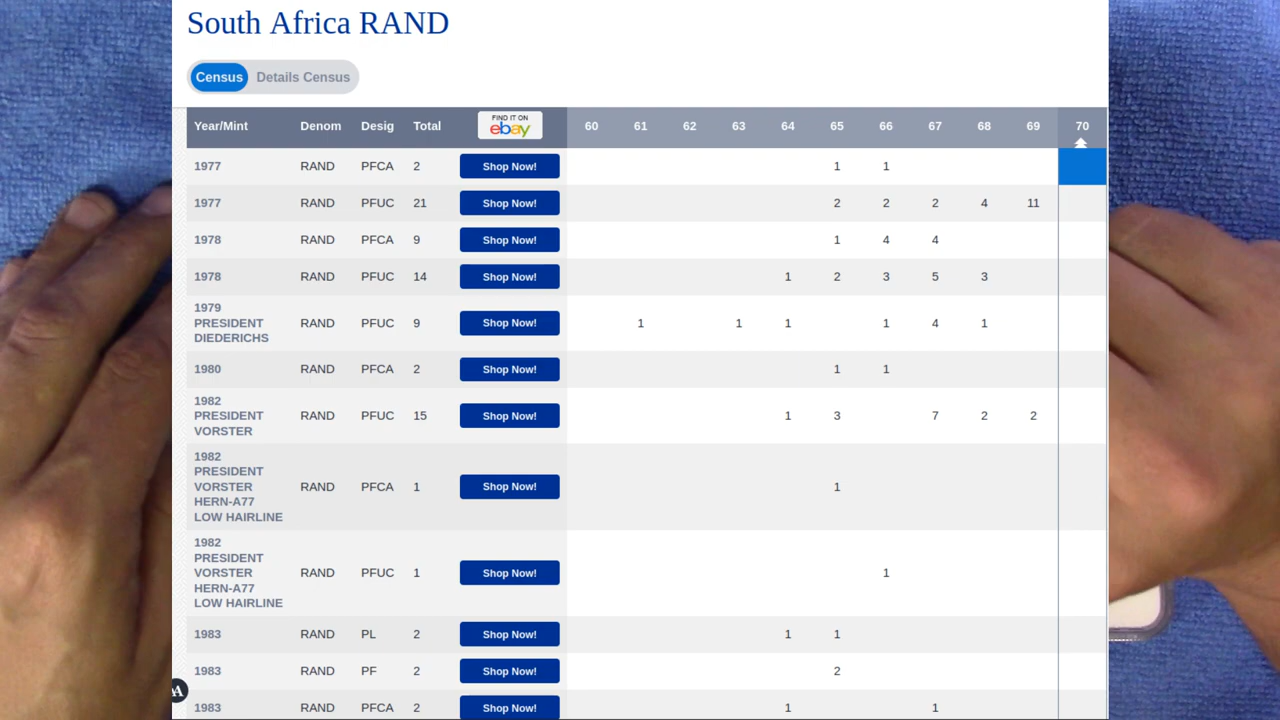 South Africa RAND
Census Details Census
Year/Mint Denom Desig Total FIND IT ON ebay 60 61 62 63 64 65 66 67 68 69 70
1977 RAND PFCA 2 Shop Now! 1 1
1977 RAND PFUC 21 Shop Now! 2 2 2 4 11
1978 RAND PFCA 9 Shop Now! 1 4 4
1978 RAND PFUC 14 Shop Now! 1 2 3 5 3
1979
PRESIDENT RAND PFUC 9 Shop Now! 1 1 1 1 4 1
DIEDERICHS
1980 RAND PFCA 2 Shop Now! 1 1
1982
PRESIDENT RAND PFUC 15 Shop Now! 1 3 7 2 2
VORSTER
1982
PRESIDENT
VORSTER RAND PFCA 1 Shop Now! 1
HERN-A77
LOW HAIRLINE
1982
PRESIDENT
VORSTER RAND PFUC 1 Shop Now! 1
HERN-A77
LOW HAIRLINE
1983 RAND PL 2 Shop Now! 1 1
1983 RAND PF 2 Shop Now! 2
A
1983 RAND PFCA 2 Shop Now! 1 1